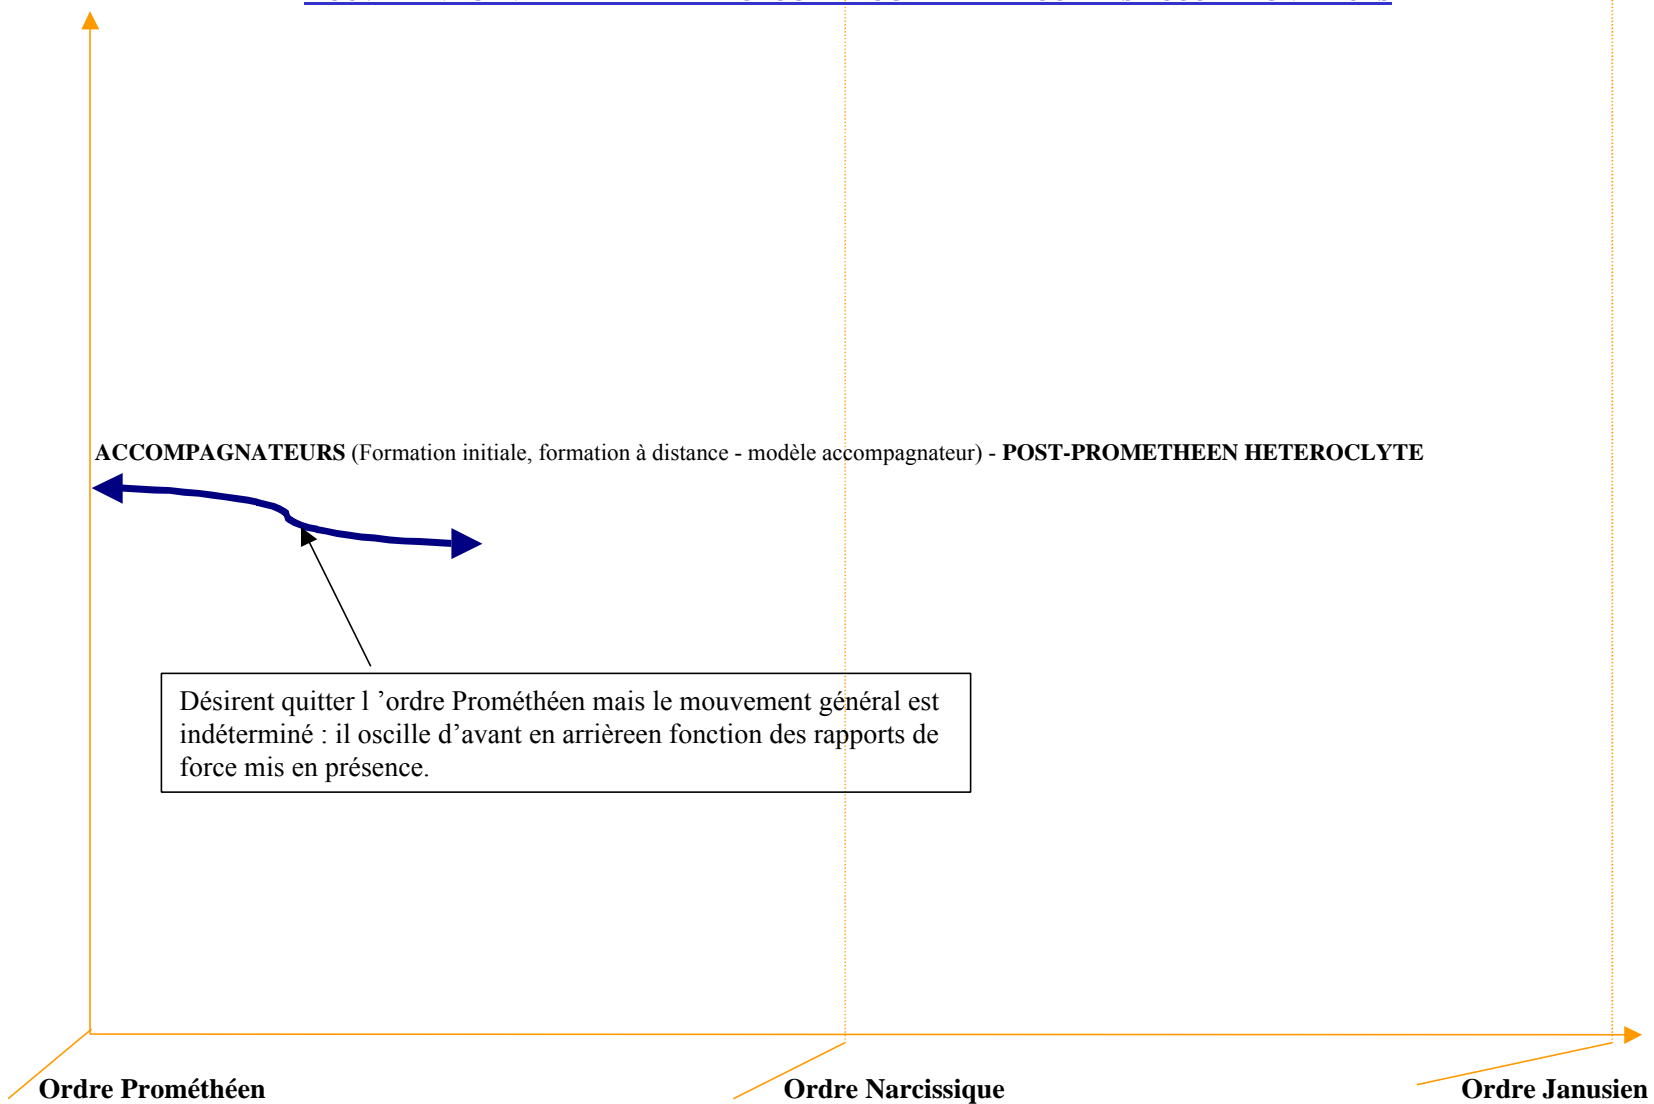 ACCOMPAGNATEURS (Formation initiale, formation à distance - modèle accompagnateur) - POST-PROMETHEEN HETEROCLYTE
Désirent quitter l ’ordre Prométhéen mais le mouvement général est
indéterminé : il oscille d’avant en arrièreen fonction des rapports de
force mis en présence.
Ordre Prométhéen
Ordre Narcissique
Ordre Janusien